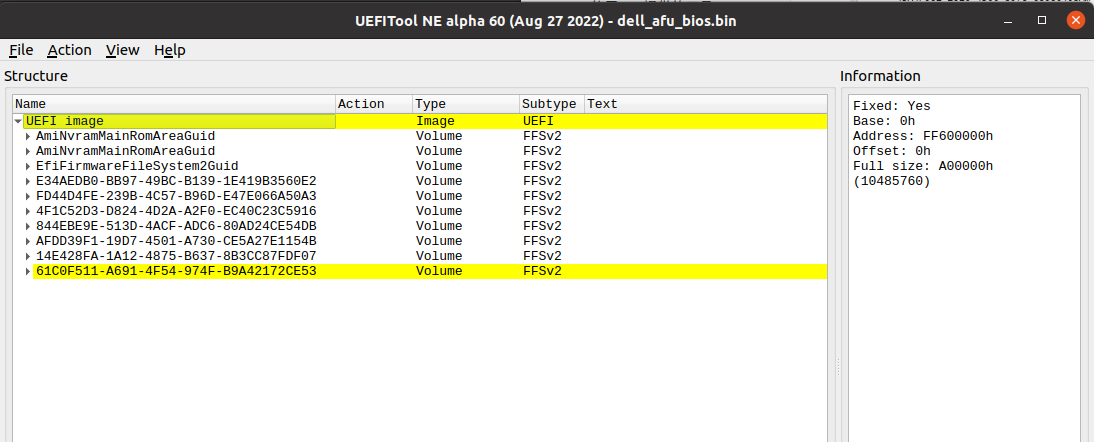 UEFITool NE alpha 60 (Aug 27 2022) - dell_afu_bios.bin
File Action View Help
Structure
Name Action Type Subtype Text
UEFI image Image UEFI
AmiNvramMainRomAreaGuid Volume FFSv2
AmiNvramMainRomAreaGuid Volume FFSv2
EfiFirmwareFileSystem2Guid Volume FFSv2
E34AEDB0-BB97-49BC-B139-1E419B3560E2 Volume FFSv2
FD44D4FE-239B-4C57-B96D-E47E066A50A3 Volume FFSv2
4F1C52D3-D824-4D2A-A2F0-EC40C23C5916 Volume FFSv2
844EBE9E-513D-4ACF-ADC6-80AD24CE54DB Volume FFSv2
AFDD39F1-19D7-4501-A730-CE5A27E1154B Volume FFSv2
14E428FA-1A12-4875-B637-8B3CC87FDF07 Volume FFSv2
61C0F511-A691-4F54-974F-B9A42172CE53 Volume FFSv2
Information
Fixed: Yes
Base: 0h
Address: FF600000h
Offset: 0h
Full size: A00000h
(10485760)